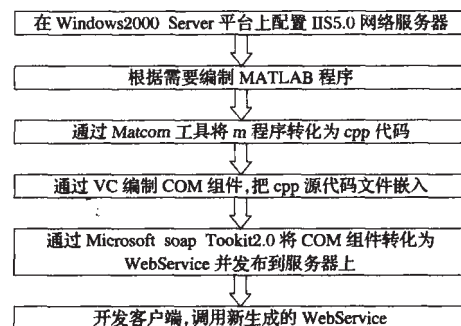 在 Windows2000 Server 平台上配置 IIS5.0 网络服务器
根据需要编制 MATLAB 程序
通过 Matcom 工具将 m 程序转化为 cpp 代码
通过 VC 编制 COM 组件,把 cpp 源代码文件嵌入
通过 Microsoft soap Tookit2.0 将 COM 组件转化为
WebService 并发布到服务器上
开发客户端,调用新生成的 WebService